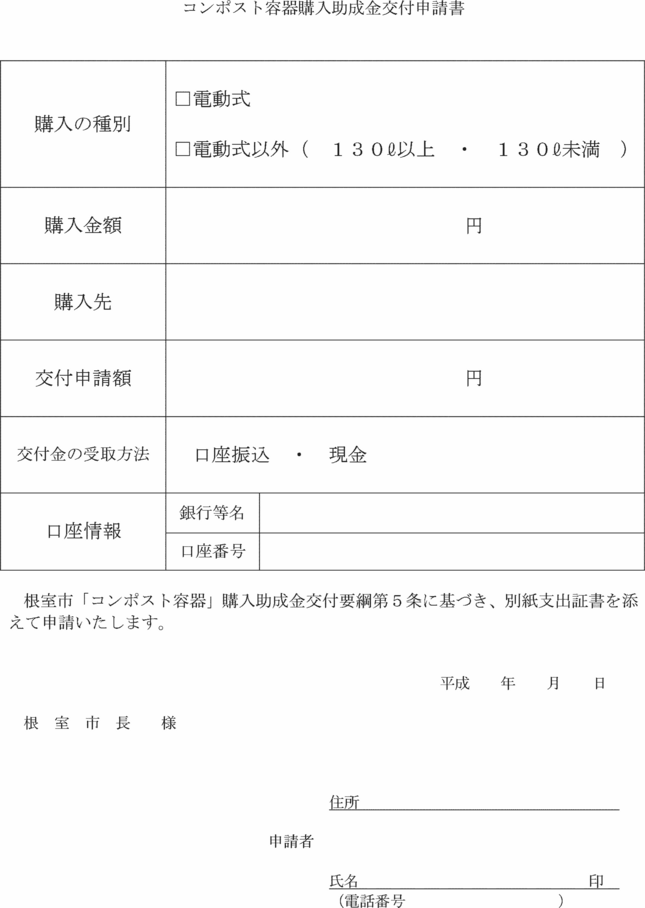 コンポスト容器購入助成金交付申請書
購入の種別
□電動式
□電動式以外（　１３０ℓ以上　・　１３０ℓ未満　）
購入金額　円
購入先
交付申請額　円
交付金の受取方法　口座振込　・　現金
口座情報
銀行等名
口座番号
根室市「コンポスト容器」購入助成金交付要綱第５条に基づき、別紙支出証書を添
えて申請いたします。
平成　　年　　月　　日
根　室　市　長　　様
住所
申請者
氏名　印
（電話番号　　　　　　　　　　）